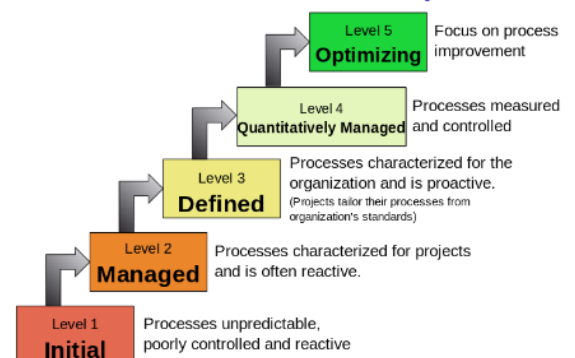 Level 5
Optimizing
Focus on process
improvement
Level 4
Quantitatively Managed
Processes measured
and controlled
Level 3
Defined
Processes characterized for the
organization and is proactive.
(Projects tailor their processes from
organization's standards)
Level 2
Managed
Processes characterized for projects
and is often reactive.
Level 1
Initial
Processes unpredictable,
poorly controlled and reactive